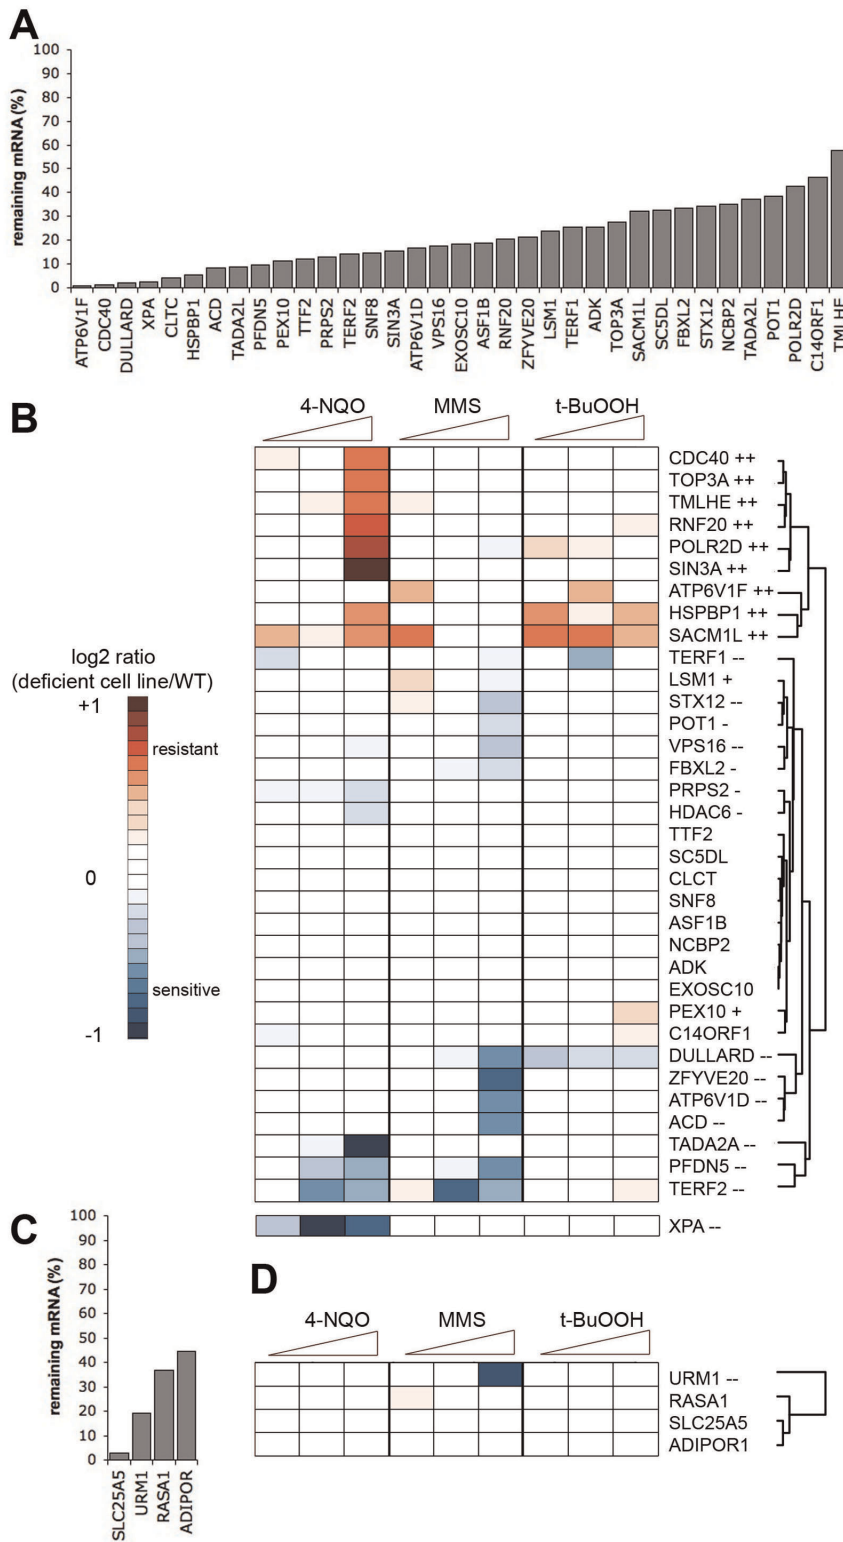 A
remaining mRNA (%)
100
90
80
70
60
50
40
30
20
10
0
ATP6V1F
CDC40
DULLARD
XPA
CLTC
HSPBP1
ACD
TADA2L
PFDN5
PEX10
TTF2
PRPS2
TERF2
SNF8
SIN3A
ATP6V1D
VPS16
EXOSC10
ASF1B
RNF20
ZFYVE20
LSM1
TERF1
ADK
TOP3A
SACM1L
SC5DL
FBXL2
STX12
NCBP2
TADA2L
POT1
POLR2D
C14ORF1
TMLHE
B
4-NQO MMS t-BuOOH
CDC40 ++
TOP3A ++
TMLHE ++
RNF20 ++
POLR2D ++
SIN3A ++
ATP6V1F ++
HSPBP1 ++
SACM1L ++
TERF1 --
LSM1 +
STX12 --
POT1 -
VPS16 --
FBXL2 -
PRPS2 -
HDAC6 -
TTF2
SC5DL
CLCT
SNF8
ASF1B
NCBP2
ADK
EXOSC10
PEX10 +
C14ORF1
DULLARD --
ZFYVE20 --
ATP6V1D --
ACD --
TADA2A --
PFDN5 --
TERF2 --
XPA --
log2 ratio
(deficient cell line/WT)
+1
resistant
0
sensitive
-1
C
remaining mRNA (%)
100
90
80
70
60
50
40
30
20
10
0
SLC25A5
URM1
RASA1
ADIPOR
D
4-NQO MMS t-BuOOH
URM1 --
RASA1
SLC25A5
ADIPOR1